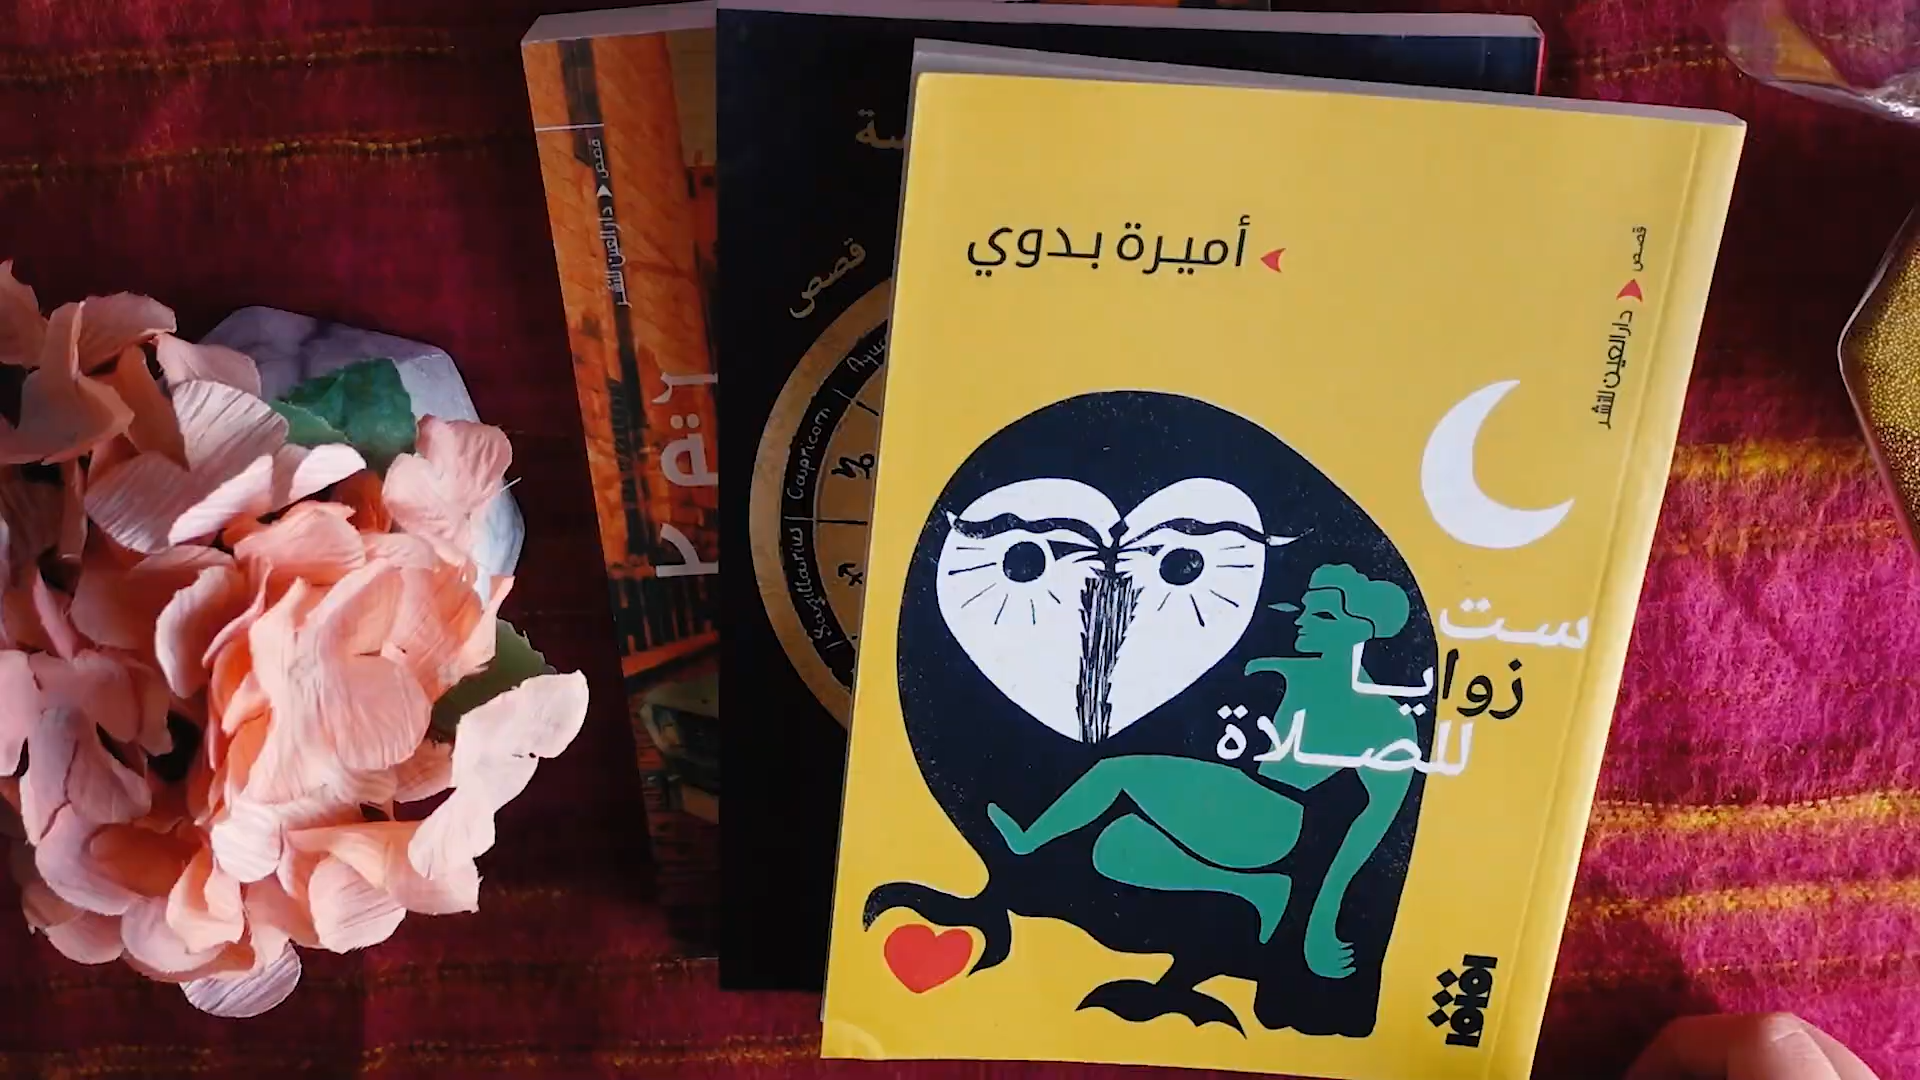 أميرة بدوي
ست
زوايا
للصلاة
قصص
دار العين للنشر
قصص
Capricorn
Sagittarius
قصص
دار العين للنشر